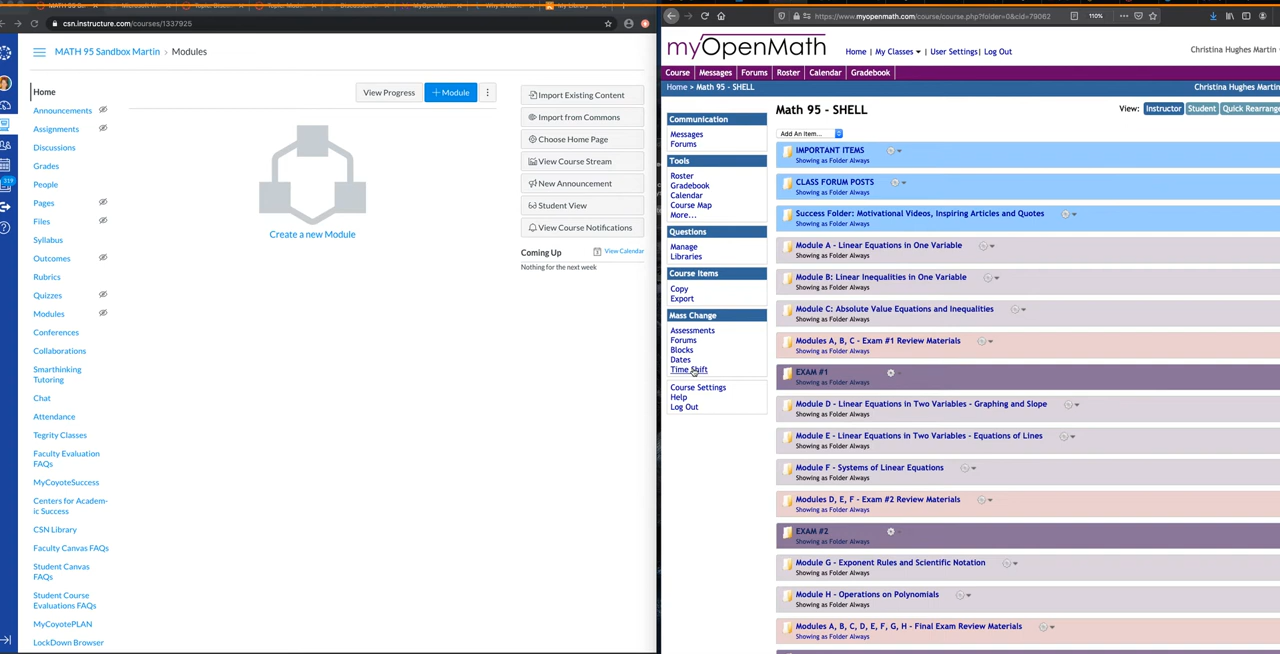 csn.instructure.com/courses/1337925
MATH 95 Sandbox Martin › Modules
Home
Announcements
Assignments
Discussions
Grades
People
Pages
Files
Syllabus
Outcomes
Rubrics
Quizzes
Modules
Conferences
Collaborations
Smarthinking
Tutoring
Chat
Attendance
Tegrity Classes
Faculty Evaluation
FAQs
MyCoyoteSuccess
Centers for Academ-
ic Success
CSN Library
Faculty Canvas FAQs
Student Canvas
FAQs
Student Course
Evaluations FAQs
MyCoyotePLAN
LockDown Browser
319
View Progress
+ Module
Create a new Module
Import Existing Content
Import from Commons
Choose Home Page
View Course Stream
New Announcement
Student View
View Course Notifications
Coming Up
View Calendar
Nothing for the next week
https://www.myopenmath.com/course/course.php?folder=0&cid=79062
110%
myOpenMath
Home | My Classes | User Settings | Log Out
Christina Hughes Martin
Course
Messages
Forums
Roster
Calendar
Gradebook
Home > Math 95 - SHELL
Christina Hughes Martin
Communication
Messages
Forums
Tools
Roster
Gradebook
Calendar
Course Map
More...
Questions
Manage
Libraries
Course Items
Copy
Export
Mass Change
Assessments
Forums
Blocks
Dates
Time Shift
Course Settings
Help
Log Out
Math 95 - SHELL
View: Instructor Student Quick Rearrange
Add An Item...
IMPORTANT ITEMS
Showing as Folder Always
CLASS FORUM POSTS
Showing as Folder Always
Success Folder: Motivational Videos, Inspiring Articles and Quotes
Showing as Folder Always
Module A - Linear Equations in One Variable
Showing as Folder Always
Module B: Linear Inequalities in One Variable
Showing as Folder Always
Module C: Absolute Value Equations and Inequalities
Showing as Folder Always
Modules A, B, C - Exam #1 Review Materials
Showing as Folder Always
EXAM #1
Showing as Folder Always
Module D - Linear Equations in Two Variables - Graphing and Slope
Showing as Folder Always
Module E - Linear Equations in Two Variables - Equations of Lines
Showing as Folder Always
Module F - Systems of Linear Equations
Showing as Folder Always
Modules D, E, F - Exam #2 Review Materials
Showing as Folder Always
EXAM #2
Showing as Folder Always
Module G - Exponent Rules and Scientific Notation
Showing as Folder Always
Module H - Operations on Polynomials
Showing as Folder Always
Modules A, B, C, D, E, F, G, H - Final Exam Review Materials
Showing as Folder Always